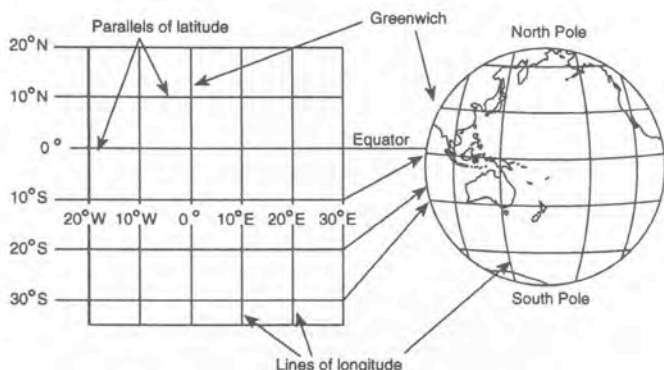 Parallels of latitude
Greenwich
North Pole
20°N
10°N
0°
Equator
10°S
20°W 10°W 0° 10°E 20°E 30°E
20°S
30°S
South Pole
Lines of longitude